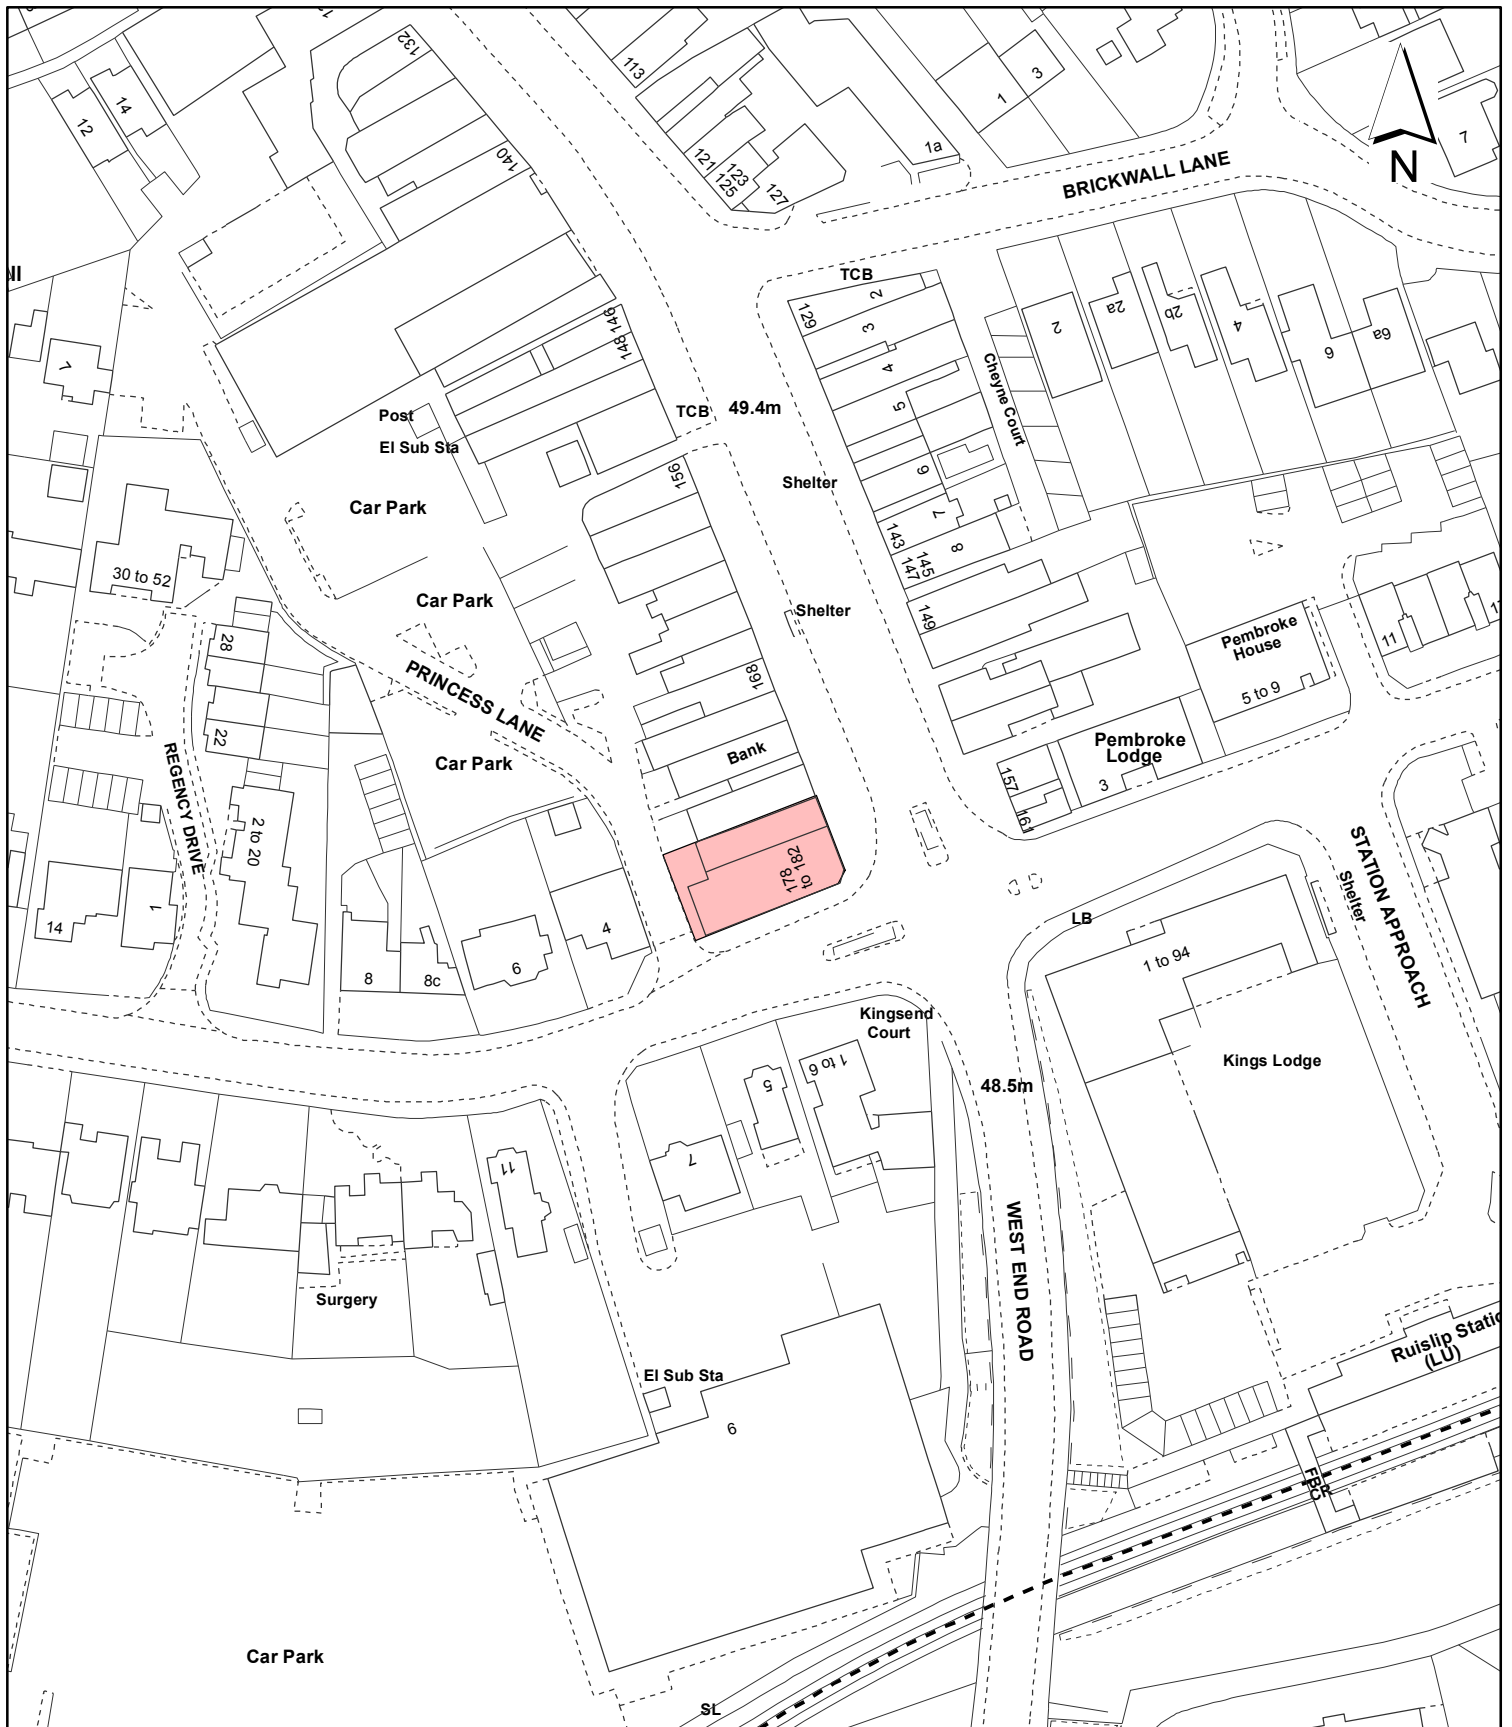 132
113
3
1
14
12
1a
7
N
140
121
123
125
127
BRICKWALL LANE
TCB
2
129
3
4
5
6
7
8
146
148
2
2a
2b
4
6
6a
Cheyne Court
7
Post
El Sub Sta
TCB
49.4m
156
Shelter
Car Park
143
145
147
149
30 to 52
Car Park
Shelter
28
22
PRINCESS LANE
168
Pembroke
House
5 to 9
11
REGENCY DRIVE
Car Park
Bank
Pembroke
Lodge
3
157
161
2 to 20
178
to 182
STATION APPROACH
Shelter
14
1
8
8c
6
4
LB
1 to 94
Kingsend
Court
1 to 6
48.5m
Kings Lodge
5
7
11
WEST END ROAD
Surgery
El Sub Sta
6
Ruislip Statio
(LU)
FB
CR
Car Park
SL